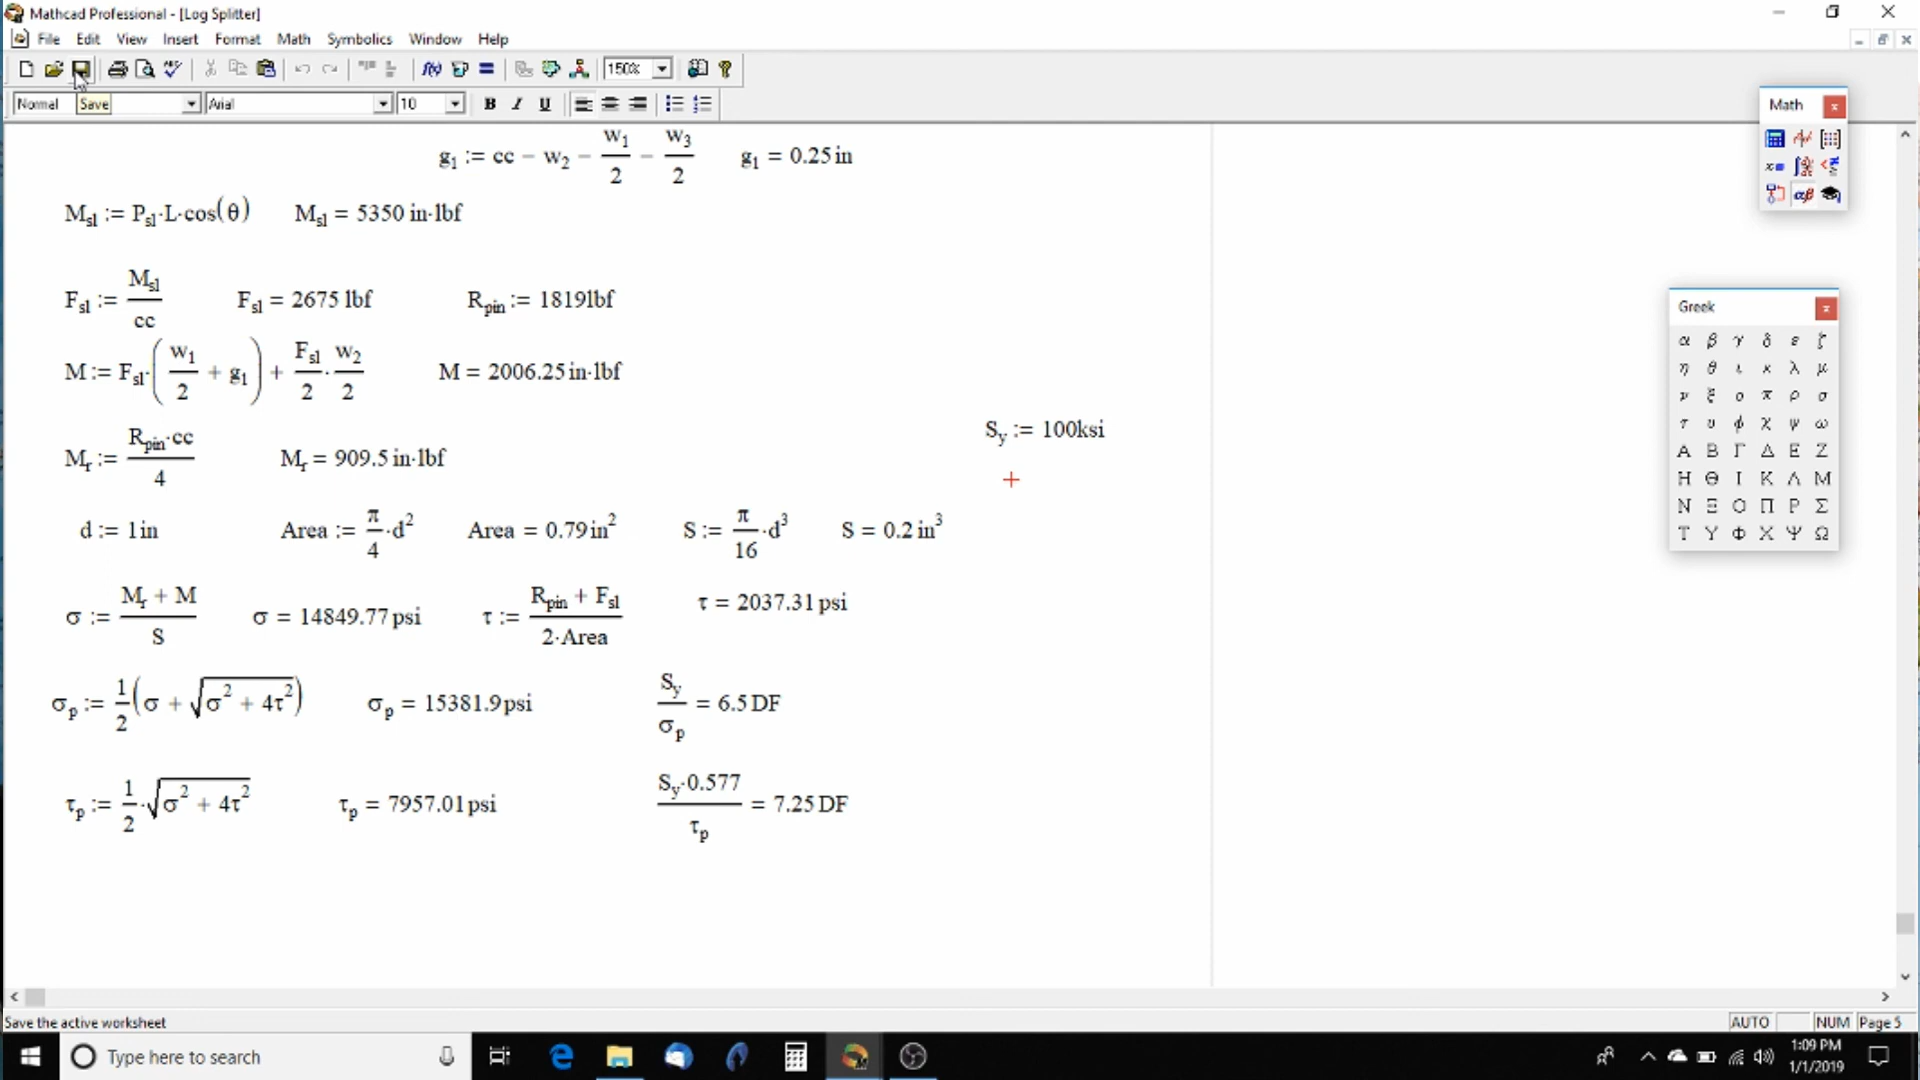 Mathcad Professional - [Log Splitter]
File Edit View Insert Format Math Symbolics Window Help
150%
Normal Save Arial 10 B I U
Math
g₁ := cc − w₂ − w₁/2 − w₃/2 g₁ = 0.25 in
M_sl := P_sl·L·cos(θ) M_sl = 5350 in·lbf
F_sl := M_sl/cc F_sl = 2675 lbf R_pin := 1819lbf
M := F_sl·(w₁/2 + g₁) + F_sl/2·w₂/2 M = 2006.25 in·lbf
S_y := 100ksi
M_r := R_pin·cc/4 M_r = 909.5 in·lbf
d := 1in Area := π/4·d² Area = 0.79 in² S := π/16·d³ S = 0.2 in³
σ := (M_r + M)/S σ = 14849.77 psi τ := (R_pin + F_sl)/(2·Area) τ = 2037.31 psi
σ_p := 1/2(σ + √(σ² + 4τ²)) σ_p = 15381.9 psi S_y/σ_p = 6.5 DF
τ_p := 1/2·√(σ² + 4τ²) τ_p = 7957.01 psi S_y·0.577/τ_p = 7.25 DF
Greek
α β γ δ ε ζ
η θ ι κ λ μ
ν ξ ο π ρ σ
τ υ φ χ ψ ω
Α Β Γ Δ Ε Ζ
Η Θ Ι Κ Λ Μ
Ν Ξ Ο Π Ρ Σ
Τ Υ Φ Χ Ψ Ω
Save the active worksheet AUTO NUM Page 5
Type here to search
1:09 PM
1/1/2019